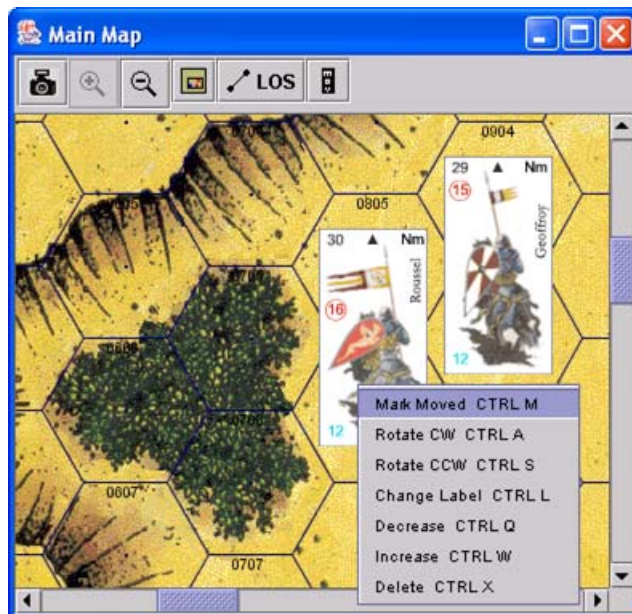 Main Map
LOS
0904
29 ▲ Nm
15
Geoffroy
12
0805
30 ▲ Nm
16
Roussel
12
0607
0707
Mark Moved CTRL M
Rotate CW CTRL A
Rotate CCW CTRL S
Change Label CTRL L
Decrease CTRL Q
Increase CTRL W
Delete CTRL X